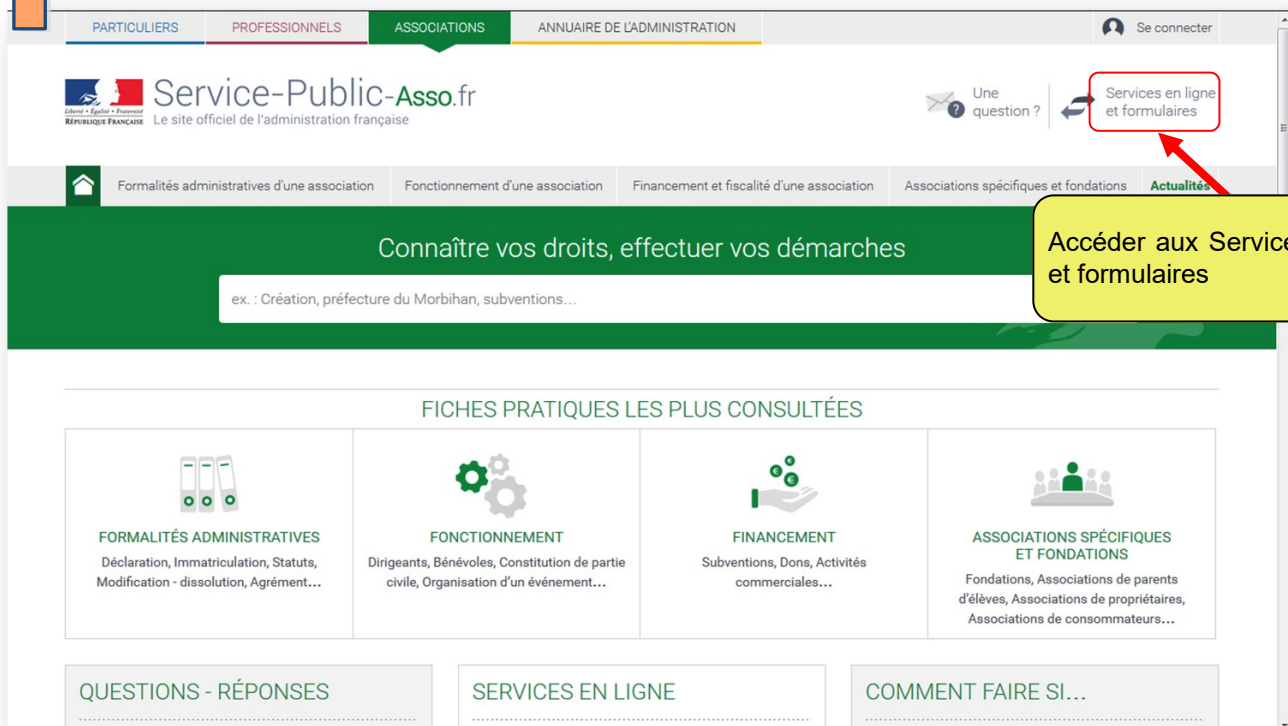 PARTICULIERS PROFESSIONNELS ASSOCIATIONS ANNUAIRE DE L'ADMINISTRATION Se connecter
Liberté • Égalité • Fraternité
RÉPUBLIQUE FRANÇAISE
Service-Public-Asso.fr
Le site officiel de l'administration française
Une
question ?
Services en ligne
et formulaires
Formalités administratives d'une association Fonctionnement d'une association Financement et fiscalité d'une association Associations spécifiques et fondations Actualités
Connaître vos droits, effectuer vos démarches
ex. : Création, préfecture du Morbihan, subventions...
Accéder aux Service
et formulaires
FICHES PRATIQUES LES PLUS CONSULTÉES
FORMALITÉS ADMINISTRATIVES
Déclaration, Immatriculation, Statuts,
Modification - dissolution, Agrément...
FONCTIONNEMENT
Dirigeants, Bénévoles, Constitution de partie
civile, Organisation d'un événement...
FINANCEMENT
Subventions, Dons, Activités
commerciales...
ASSOCIATIONS SPÉCIFIQUES
ET FONDATIONS
Fondations, Associations de parents
d'élèves, Associations de propriétaires,
Associations de consommateurs...
QUESTIONS - RÉPONSES
SERVICES EN LIGNE
COMMENT FAIRE SI...